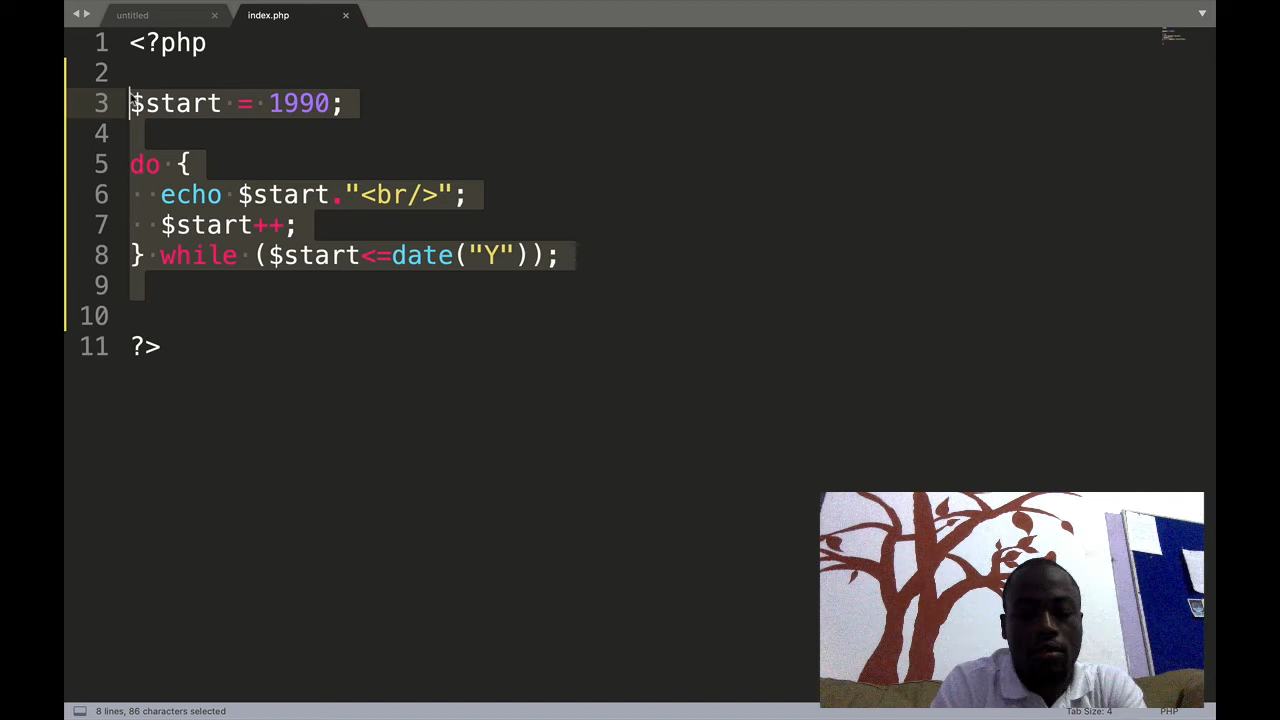 untitled × index.php ×
1 <?php
2
3 $start = 1990;
4
5 do {
6 echo $start."<br/>";
7 $start++;
8 } while ($start<=date("Y"));
9
10
11 ?>
8 lines, 86 characters selected Tab Size: 4 PHP